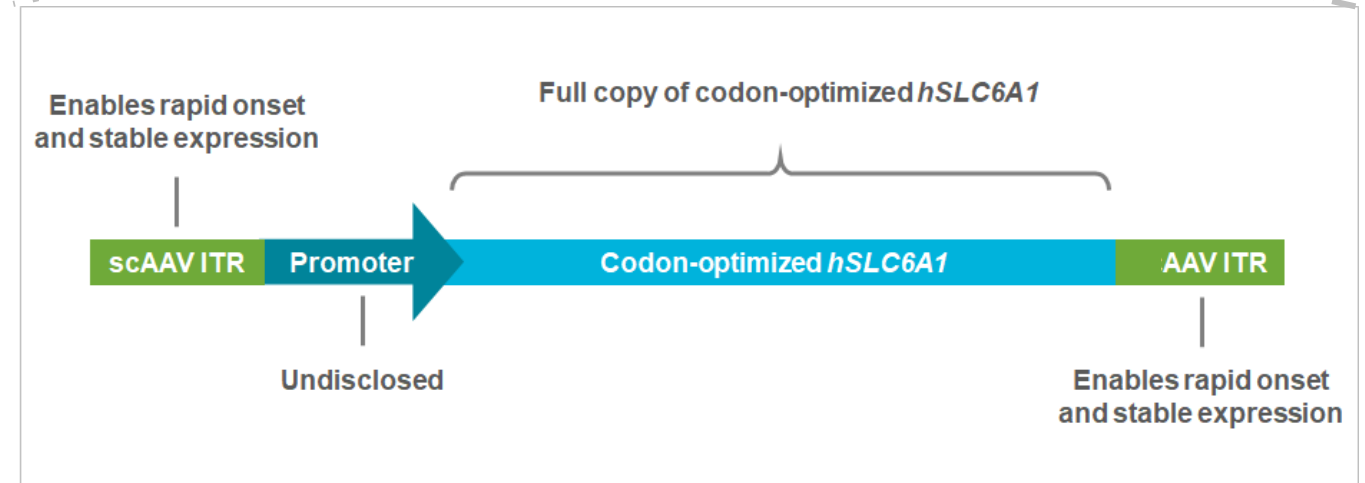 Enables rapid onset
and stable expression
Full copy of codon-optimized hSLC6A1
scAAV ITR
Promoter
Codon-optimized hSLC6A1
AAV ITR
Undisclosed
Enables rapid onset
and stable expression